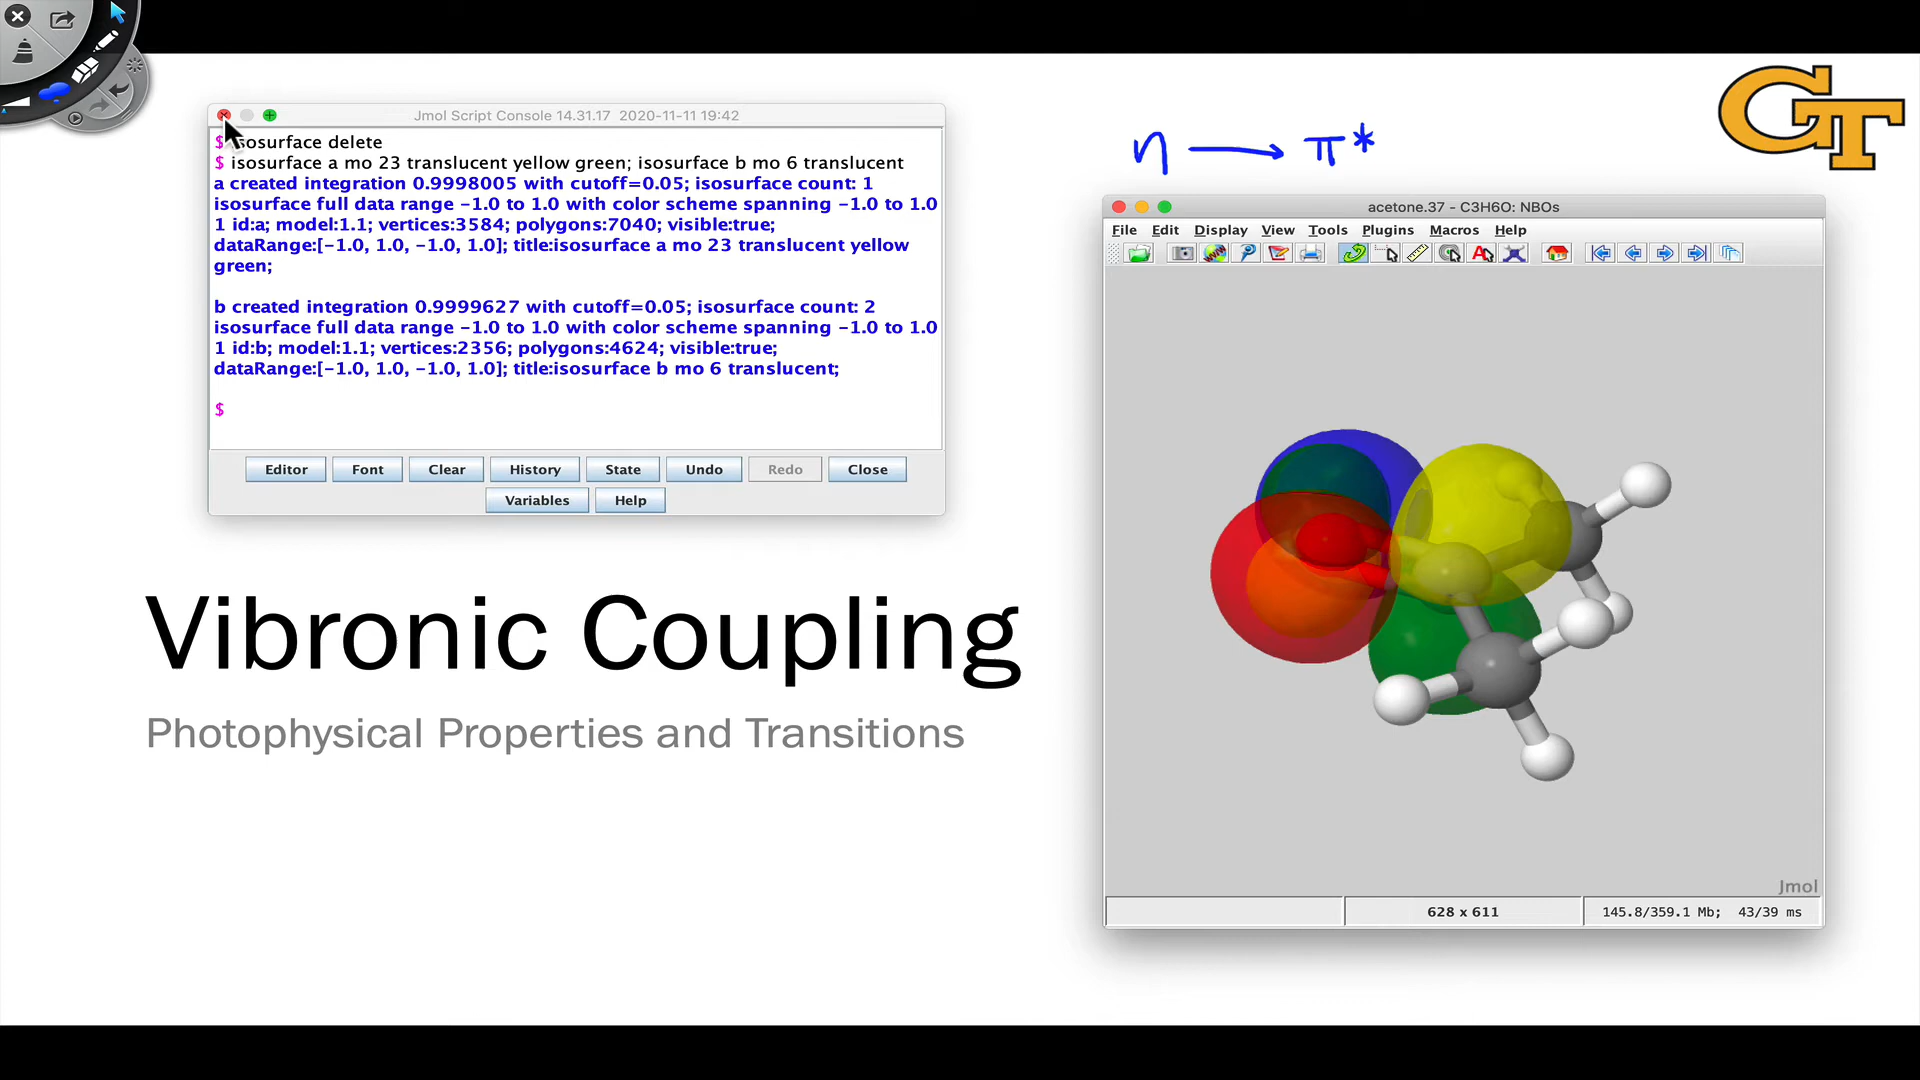 Jmol Script Console 14.31.17 2020-11-11 19:42
$ isosurface delete
$ isosurface a mo 23 translucent yellow green; isosurface b mo 6 translucent
a created integration 0.9998005 with cutoff=0.05; isosurface count: 1
isosurface full data range -1.0 to 1.0 with color scheme spanning -1.0 to 1.0
1 id:a; model:1.1; vertices:3584; polygons:7040; visible:true;
dataRange:[-1.0, 1.0, -1.0, 1.0]; title:isosurface a mo 23 translucent yellow
green;
b created integration 0.9999627 with cutoff=0.05; isosurface count: 2
isosurface full data range -1.0 to 1.0 with color scheme spanning -1.0 to 1.0
1 id:b; model:1.1; vertices:2356; polygons:4624; visible:true;
dataRange:[-1.0, 1.0, -1.0, 1.0]; title:isosurface b mo 6 translucent;
$
Editor Font Clear History State Undo Redo Close
Variables Help
Vibronic Coupling
Photophysical Properties and Transitions
n → π*
GT
acetone.37 - C3H6O: NBOs
File Edit Display View Tools Plugins Macros Help
Jmol
628 x 611
145.8/359.1 Mb; 43/39 ms